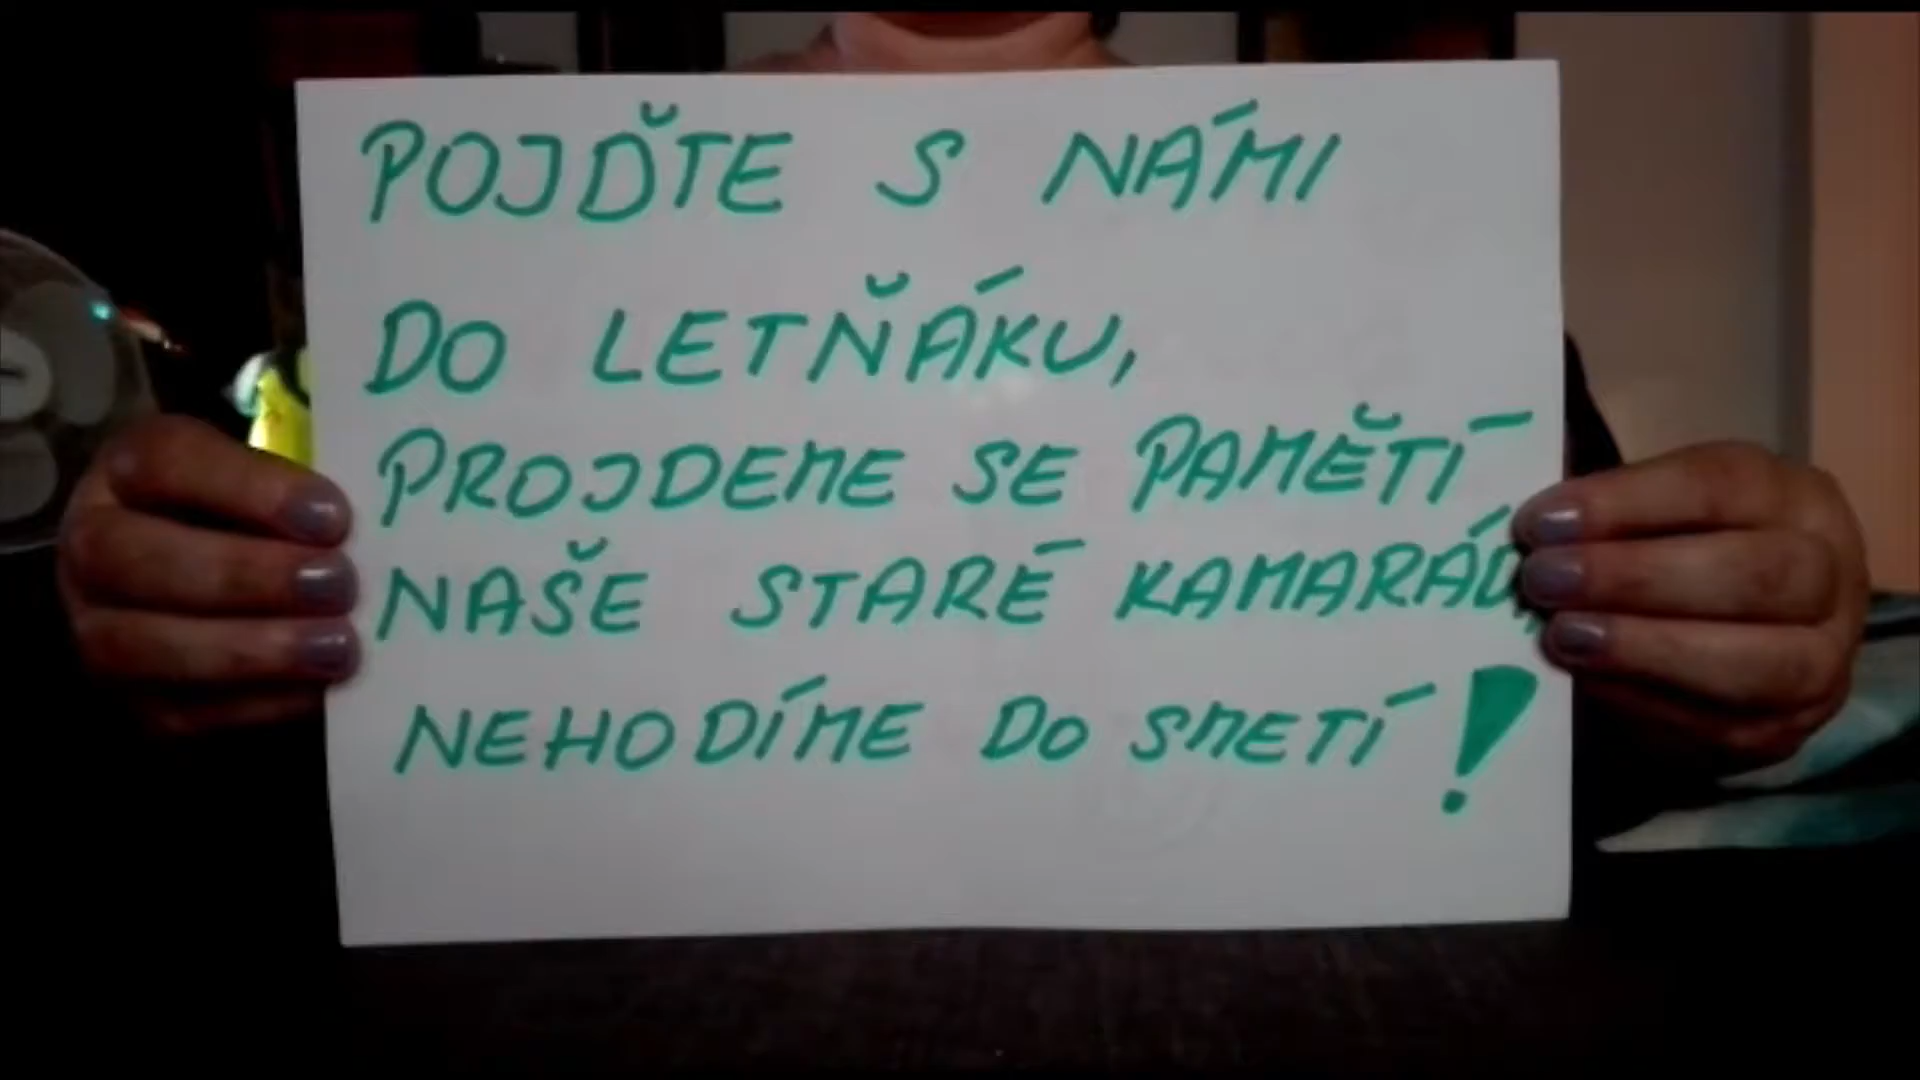 POJĎTE S NÁMI
DO LETŇÁKU,
PROJDEME SE PAMĚTÍ
NAŠE STARÉ
NEHODÍME DO SMETÍ!